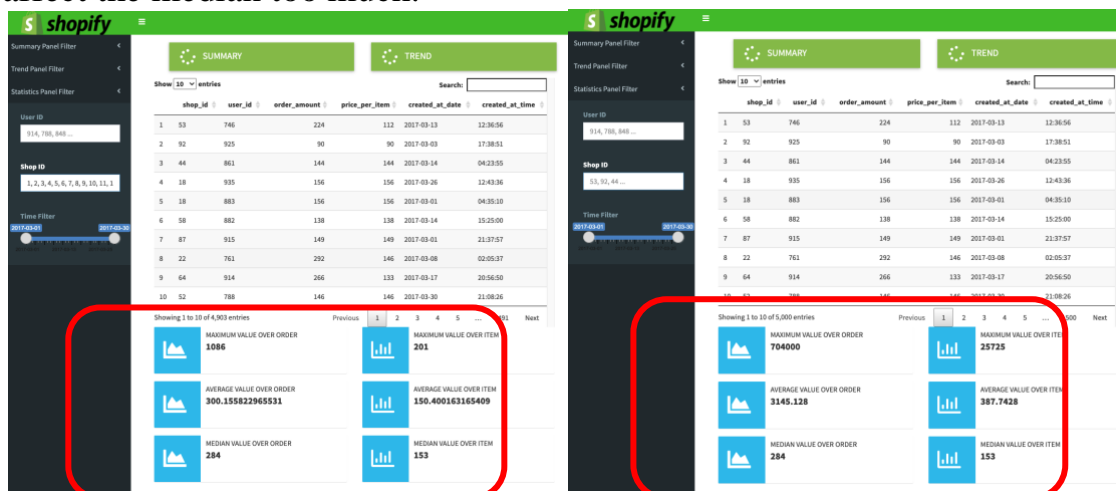 shopify
Summary Panel Filter
Trend Panel Filter
Statistics Panel Filter
User ID
914, 788, 848 ...
Shop ID
1, 2, 3, 4, 5, 6, 7, 8, 9, 10, 11, 1
Time Filter
2017-03-01 2017-03-30
SUMMARY TREND
Show 10 entries Search:
shop_id user_id order_amount price_per_item created_at_date created_at_time
1 53 746 224 112 2017-03-13 12:36:56
2 92 925 90 90 2017-03-03 17:38:51
3 44 861 144 144 2017-03-14 04:23:55
4 18 935 156 156 2017-03-26 12:43:36
5 18 883 156 156 2017-03-01 04:35:10
6 58 882 138 138 2017-03-14 15:25:00
7 87 915 149 149 2017-03-01 21:37:57
8 22 761 292 146 2017-03-08 02:05:37
9 64 914 266 133 2017-03-17 20:56:50
10 52 788 146 146 2017-03-30 21:08:26
Showing 1 to 10 of 4,903 entries Previous 1 2 3 4 5 ... 491 Next
MAXIMUM VALUE OVER ORDER
1086
MAXIMUM VALUE OVER ITEM
201
AVERAGE VALUE OVER ORDER
300.155822965531
AVERAGE VALUE OVER ITEM
150.400163165409
MEDIAN VALUE OVER ORDER
284
MEDIAN VALUE OVER ITEM
153
shopify
Summary Panel Filter
Trend Panel Filter
Statistics Panel Filter
User ID
914, 788, 848 ...
Shop ID
53, 92, 44 ...
Time Filter
2017-03-01 2017-03-30
SUMMARY TREND
Show 10 entries Search:
shop_id user_id order_amount price_per_item created_at_date created_at_time
1 53 746 224 112 2017-03-13 12:36:56
2 92 925 90 90 2017-03-03 17:38:51
3 44 861 144 144 2017-03-14 04:23:55
4 18 935 156 156 2017-03-26 12:43:36
5 18 883 156 156 2017-03-01 04:35:10
6 58 882 138 138 2017-03-14 15:25:00
7 87 915 149 149 2017-03-01 21:37:57
8 22 761 292 146 2017-03-08 02:05:37
9 64 914 266 133 2017-03-17 20:56:50
10 52 788 146 146 2017-03-30 21:08:26
Showing 1 to 10 of 5,000 entries Previous 1 2 3 4 5 ... 500 Next
MAXIMUM VALUE OVER ORDER
704000
MAXIMUM VALUE OVER ITEM
25725
AVERAGE VALUE OVER ORDER
3145.128
AVERAGE VALUE OVER ITEM
387.7428
MEDIAN VALUE OVER ORDER
284
MEDIAN VALUE OVER ITEM
153